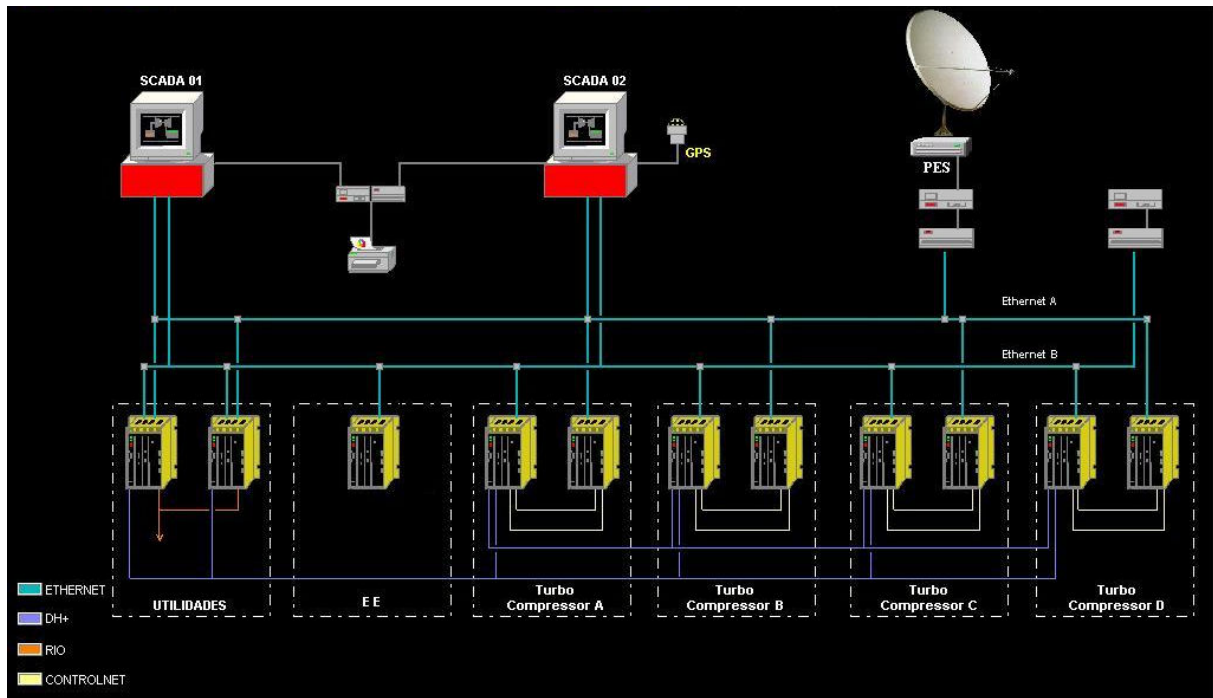 SCADA 01
SCADA 02
GPS
PES
Ethernet A
Ethernet B
UTILIDADES
E E
Turbo
Compressor A
Turbo
Compressor B
Turbo
Compressor C
Turbo
Compressor D
ETHERNET
DH+
RIO
CONTROLNET